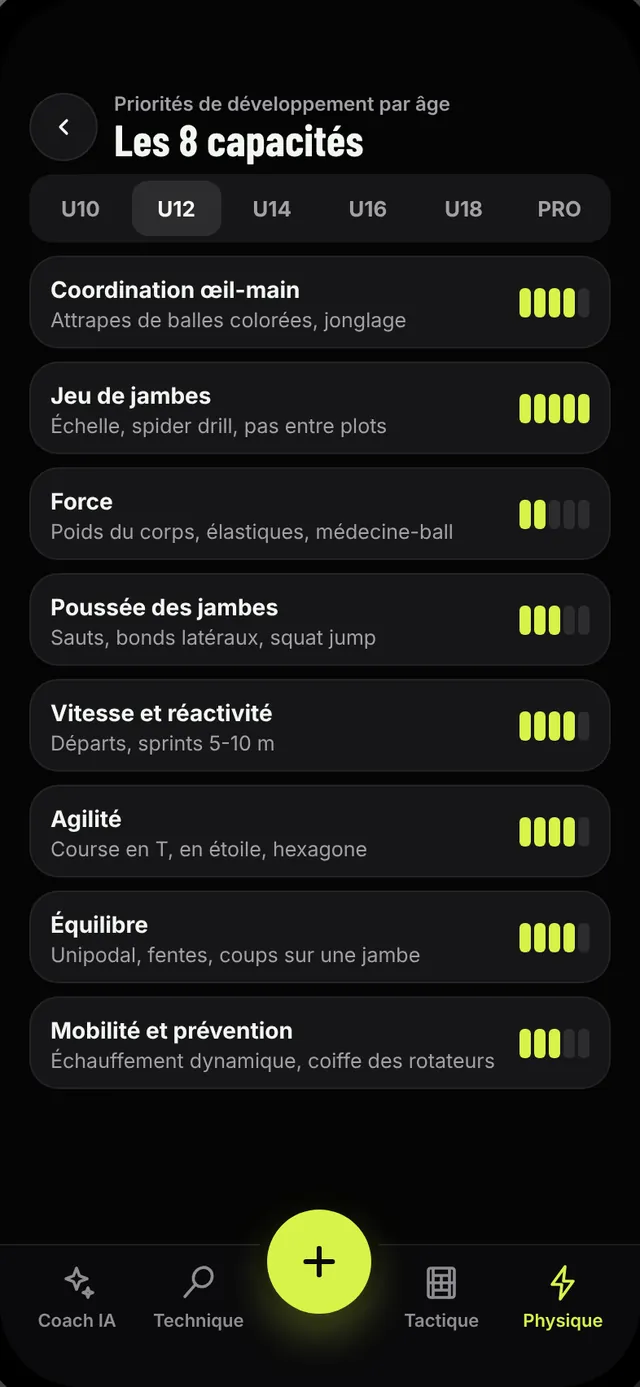 Priorités de développement par âge
Les 8 capacités
U10 U12 U14 U16 U18 PRO
Coordination œil-main
Attrapes de balles colorées, jonglage
Jeu de jambes
Échelle, spider drill, pas entre plots
Force
Poids du corps, élastiques, médecine-ball
Poussée des jambes
Sauts, bonds latéraux, squat jump
Vitesse et réactivité
Départs, sprints 5-10 m
Agilité
Course en T, en étoile, hexagone
Équilibre
Unipodal, fentes, coups sur une jambe
Mobilité et prévention
Échauffement dynamique, coiffe des rotateurs
Coach IA Technique Tactique Physique